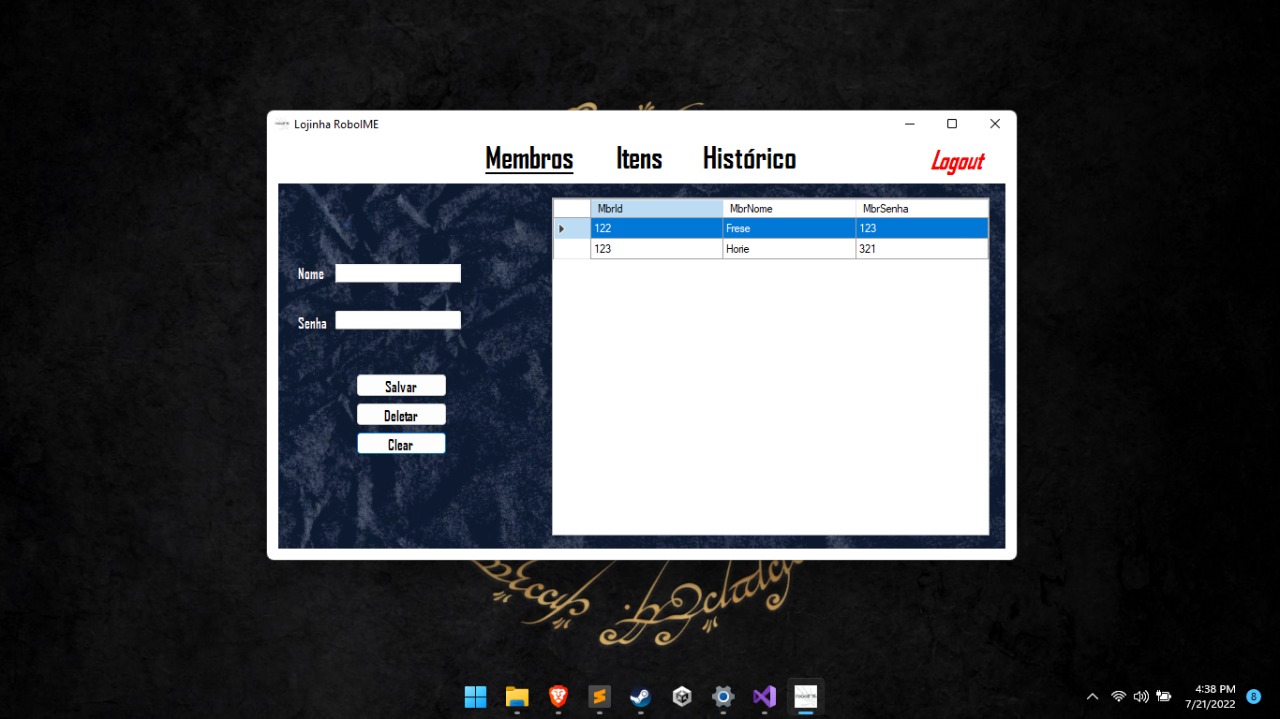 Lojinha RoboIME
Membros Itens Histórico Logout
MbrId MbrNome MbrSenha
122 Frese 123
123 Horie 321
Nome
Senha
Salvar
Deletar
Clear
4:38 PM
7/21/2022
8